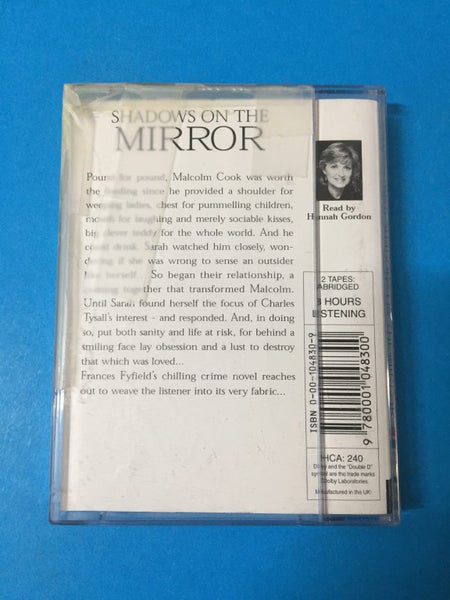 SHADOWS ON THE
MIRROR
Pound for pound, Malcolm Cook was worth
the feeding since he provided a shoulder for
weeping ladies, chest for pummelling children,
mouth for laughing and merely sociable kisses,
big clever teddy for the whole world. And he
could drink. Sarah watched him closely, won-
dering if she was wrong to sense an outsider
like herself... So began their relationship, a
coming together that transformed Malcolm.
Until Sarah found herself the focus of Charles
Tysall's interest - and responded. And, in doing
so, put both sanity and life at risk, for behind a
smiling face lay obsession and a lust to destroy
that which was loved...
Frances Fyfield's chilling crime novel reaches
out to weave the listener into its very fabric...
Read by
Hannah Gordon
2 TAPES:
ABRIDGED
3 HOURS
LISTENING
ISBN 0-00-104830-9
9 780001 048300
HCA: 240
Dolby and the "Double D"
symbol are the trade marks
Dolby Laboratories.
Manufactured in the UK